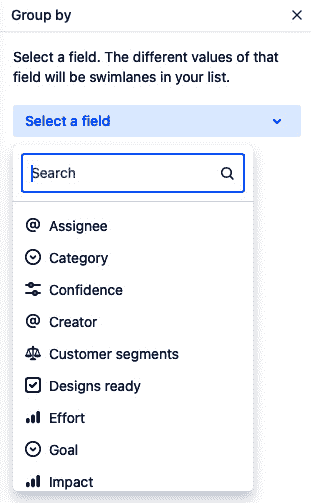 Group by
Select a field. The different values of that
field will be swimlanes in your list.
Select a field
Search
Assignee
Category
Confidence
Creator
Customer segments
Designs ready
Effort
Goal
Impact